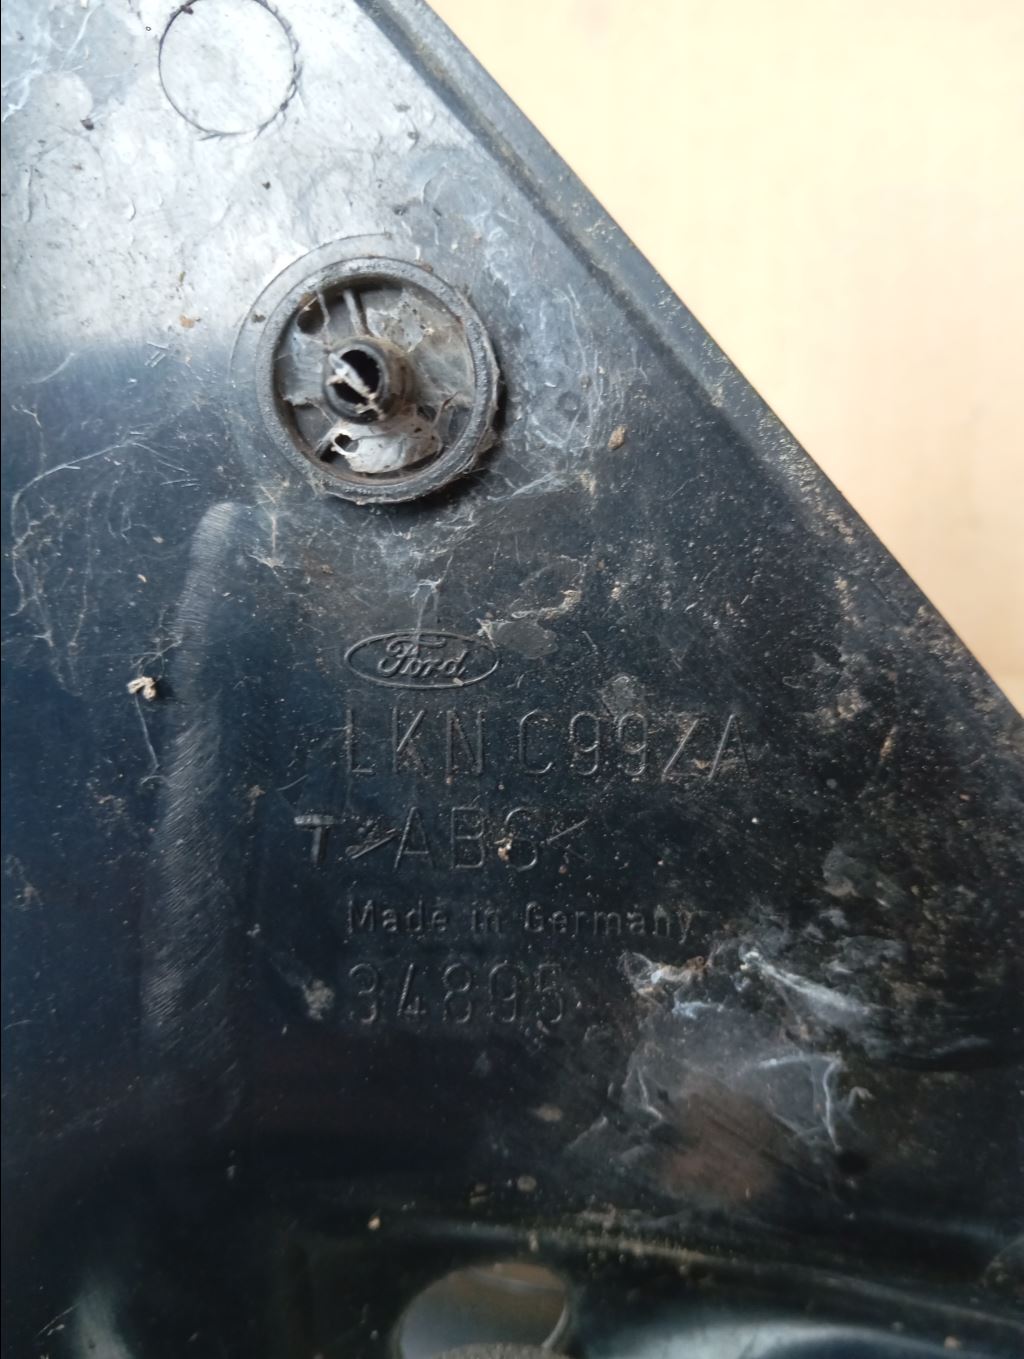 Ford
LKN C99ZA
T >ABS<
Made in Germany
34895